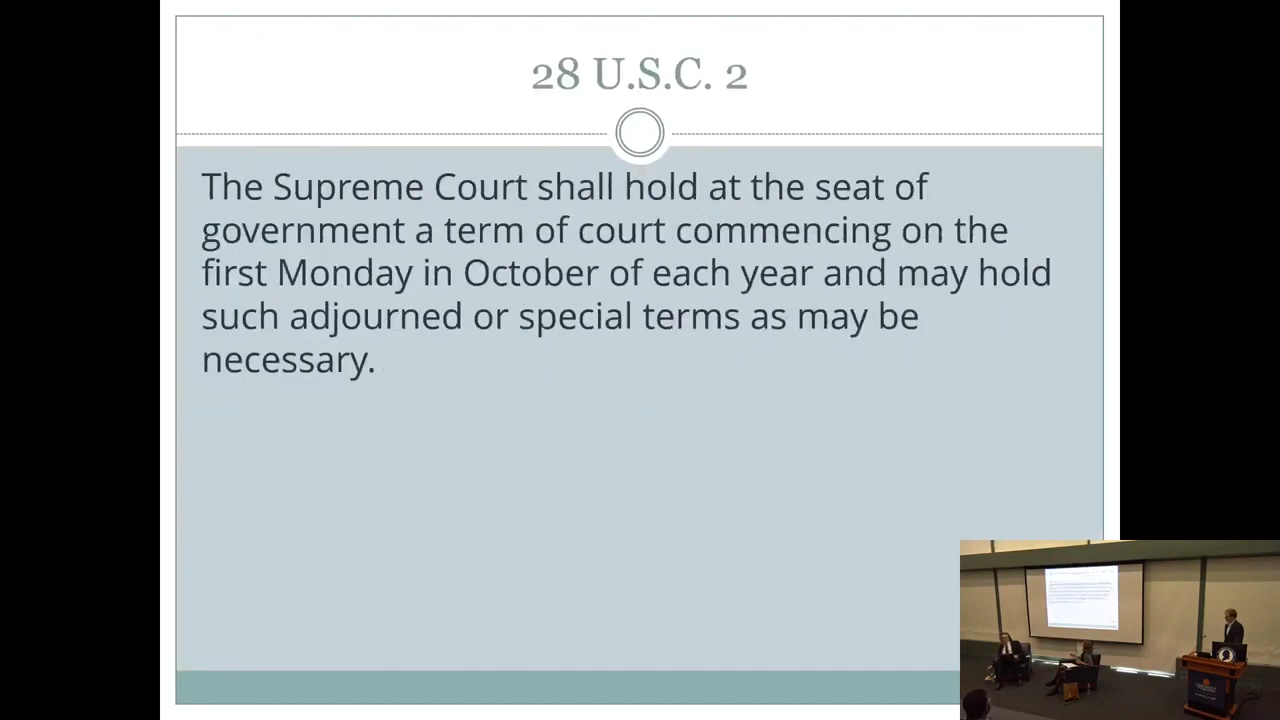 28 U.S.C. 2
The Supreme Court shall hold at the seat of
government a term of court commencing on the
first Monday in October of each year and may hold
such adjourned or special terms as may be
necessary.